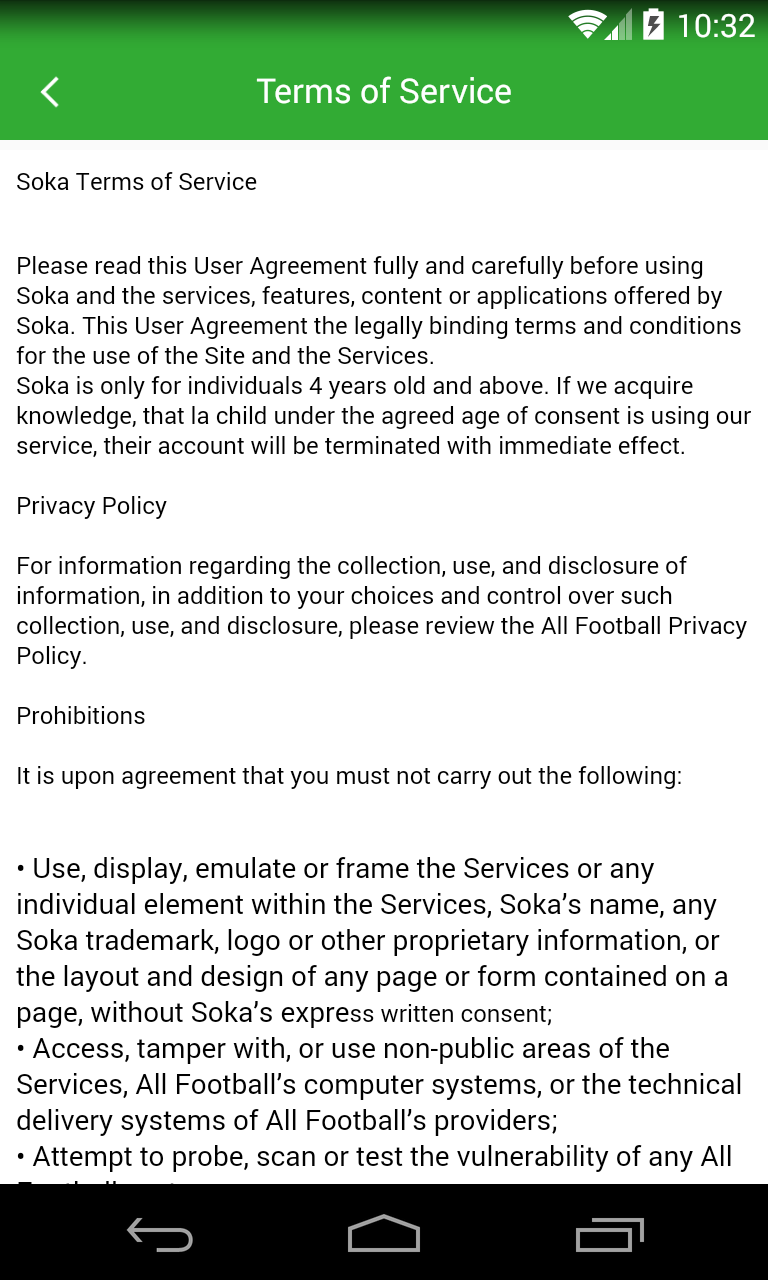 10:32
Terms of Service
Soka Terms of Service
Please read this User Agreement fully and carefully before using
Soka and the services, features, content or applications offered by
Soka. This User Agreement the legally binding terms and conditions
for the use of the Site and the Services.
Soka is only for individuals 4 years old and above. If we acquire
knowledge, that la child under the agreed age of consent is using our
service, their account will be terminated with immediate effect.
Privacy Policy
For information regarding the collection, use, and disclosure of
information, in addition to your choices and control over such
collection, use, and disclosure, please review the All Football Privacy
Policy.
Prohibitions
It is upon agreement that you must not carry out the following:
• Use, display, emulate or frame the Services or any
individual element within the Services, Soka’s name, any
Soka trademark, logo or other proprietary information, or
the layout and design of any page or form contained on a
page, without Soka’s express written consent;
• Access, tamper with, or use non-public areas of the
Services, All Football’s computer systems, or the technical
delivery systems of All Football’s providers;
• Attempt to probe, scan or test the vulnerability of any All